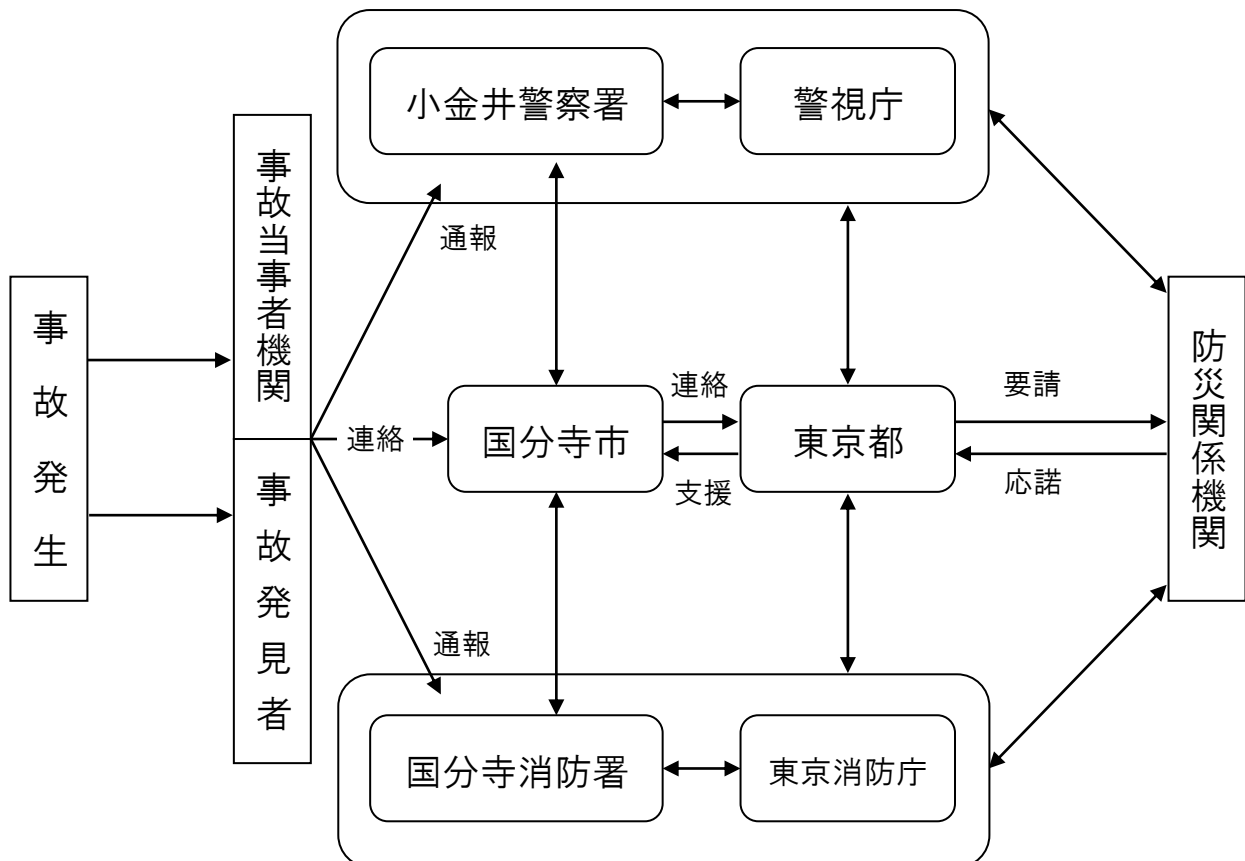 事故発生
事故当事者機関
事故発見者
小金井警察署
警視庁
通報
連絡
国分寺市
連絡
支援
東京都
要請
応諾
防災関係機関
通報
国分寺消防署
東京消防庁